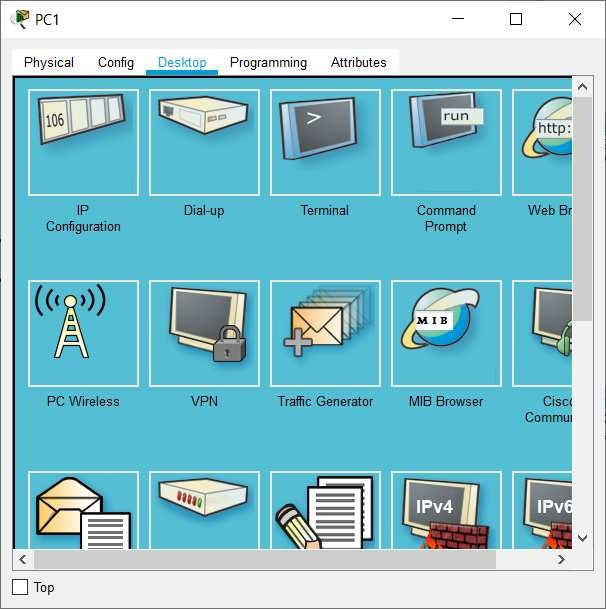 PC1
Physical
Config
Desktop
Programming
Attributes
106
>
run
http:
IP
Configuration
Dial-up
Terminal
Command
Prompt
Web Br
MIB
PC Wireless
VPN
Traffic Generator
MIB Browser
Cisco
Commun
IPv4
IPv6
Top